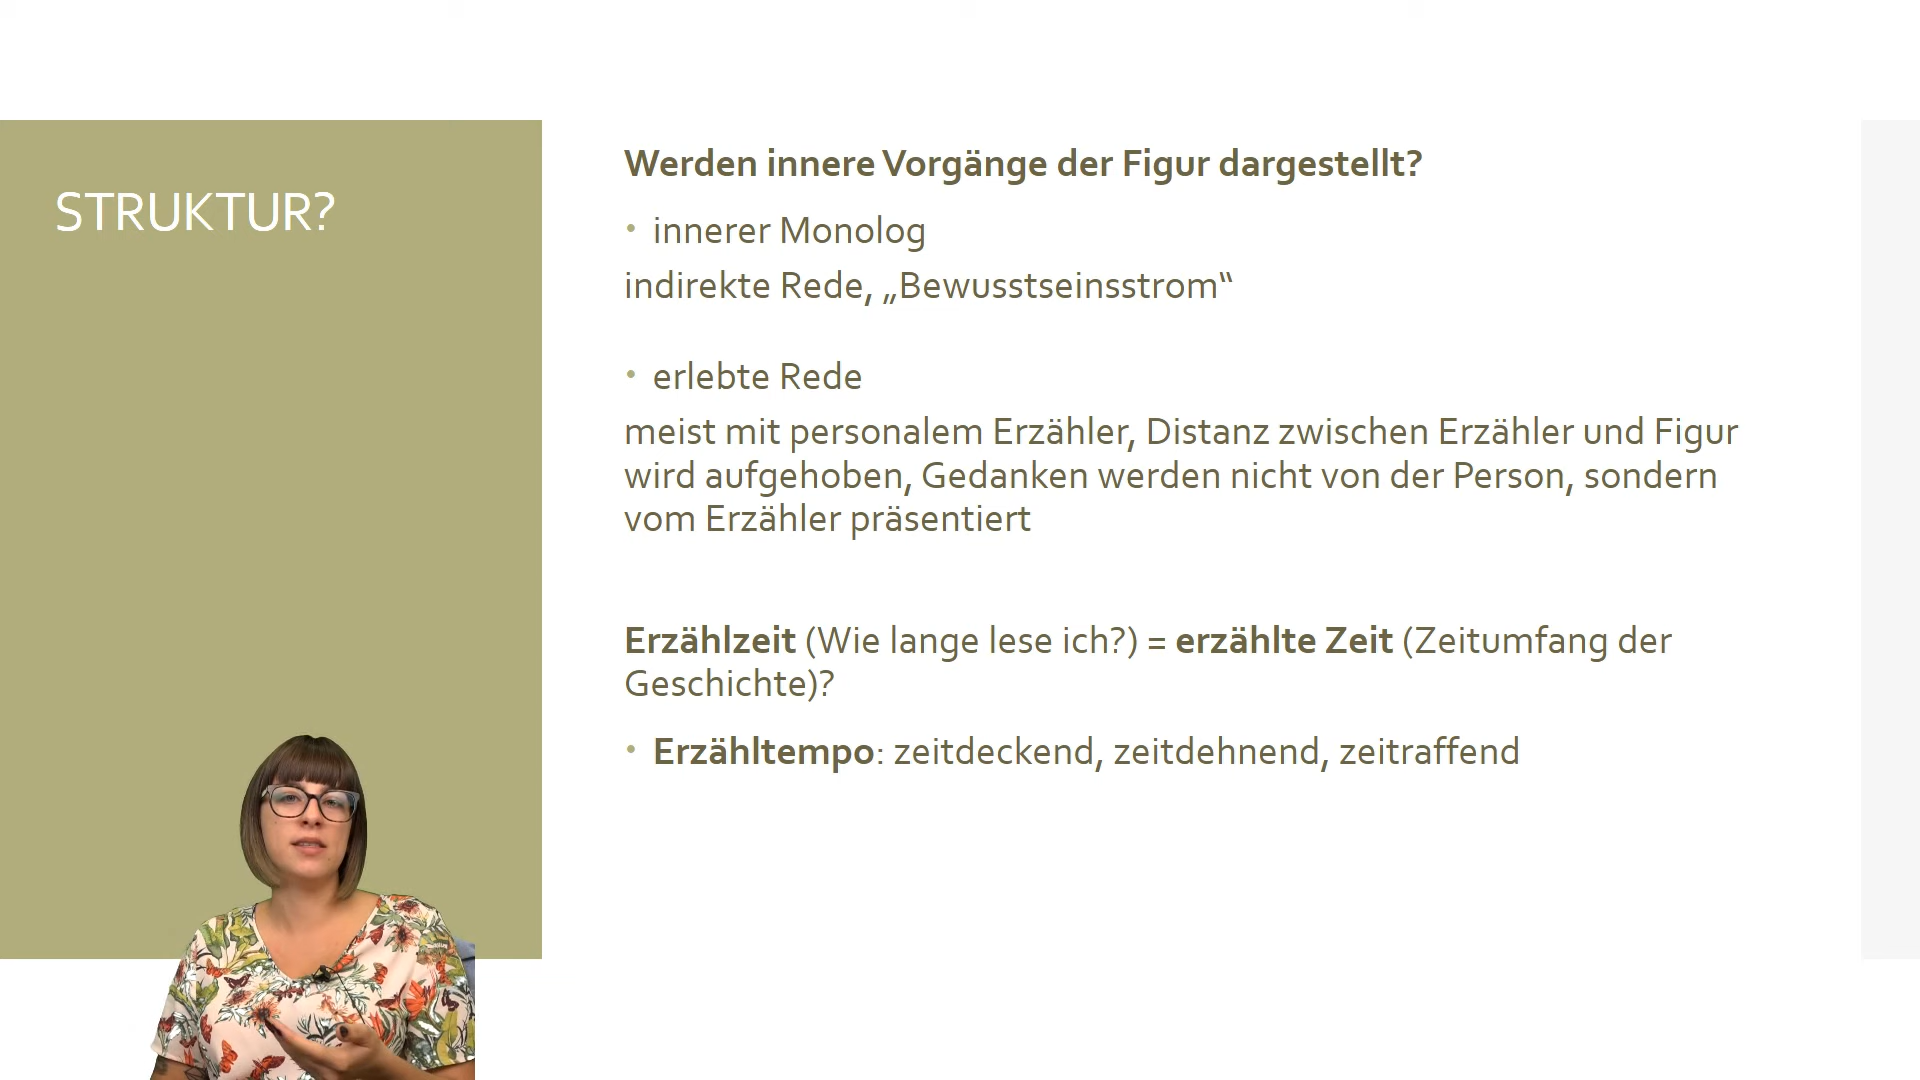 STRUKTUR?
Werden innere Vorgänge der Figur dargestellt?
• innerer Monolog
indirekte Rede, „Bewusstseinsstrom“
• erlebte Rede
meist mit personalem Erzähler, Distanz zwischen Erzähler und Figur
wird aufgehoben, Gedanken werden nicht von der Person, sondern
vom Erzähler präsentiert
Erzählzeit (Wie lange lese ich?) = erzählte Zeit (Zeitumfang der
Geschichte)?
• Erzähltempo: zeitdeckend, zeitdehnend, zeitraffend